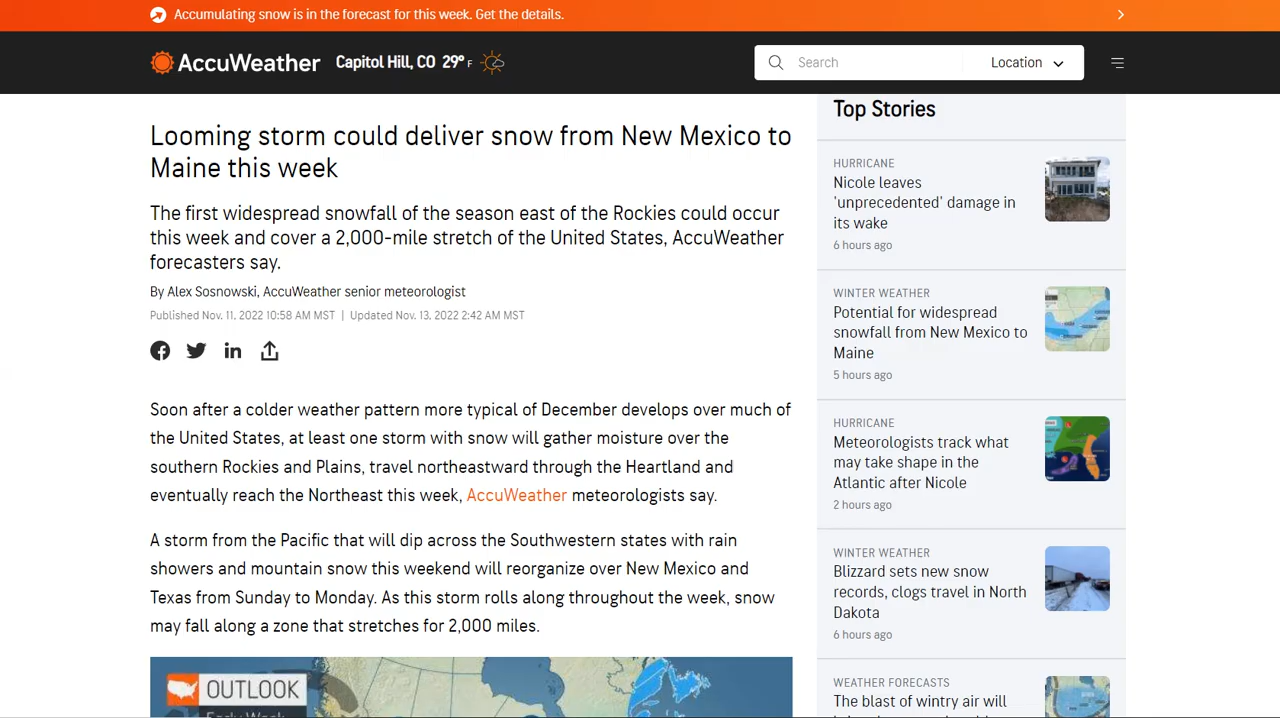 Accumulating snow is in the forecast for this week. Get the details.
AccuWeather Capitol Hill, CO 29° F
Search
Location
Looming storm could deliver snow from New Mexico to
Maine this week
The first widespread snowfall of the season east of the Rockies could occur
this week and cover a 2,000-mile stretch of the United States, AccuWeather
forecasters say.
By Alex Sosnowski, AccuWeather senior meteorologist
Published Nov. 11, 2022 10:58 AM MST | Updated Nov. 13, 2022 2:42 AM MST
Soon after a colder weather pattern more typical of December develops over much of
the United States, at least one storm with snow will gather moisture over the
southern Rockies and Plains, travel northeastward through the Heartland and
eventually reach the Northeast this week, AccuWeather meteorologists say.
A storm from the Pacific that will dip across the Southwestern states with rain
showers and mountain snow this weekend will reorganize over New Mexico and
Texas from Sunday to Monday. As this storm rolls along throughout the week, snow
may fall along a zone that stretches for 2,000 miles.
OUTLOOK
Early Week
Top Stories
HURRICANE
Nicole leaves
'unprecedented' damage in
its wake
6 hours ago
WINTER WEATHER
Potential for widespread
snowfall from New Mexico to
Maine
5 hours ago
HURRICANE
Meteorologists track what
may take shape in the
Atlantic after Nicole
2 hours ago
WINTER WEATHER
Blizzard sets new snow
records, clogs travel in North
Dakota
6 hours ago
WEATHER FORECASTS
The blast of wintry air will